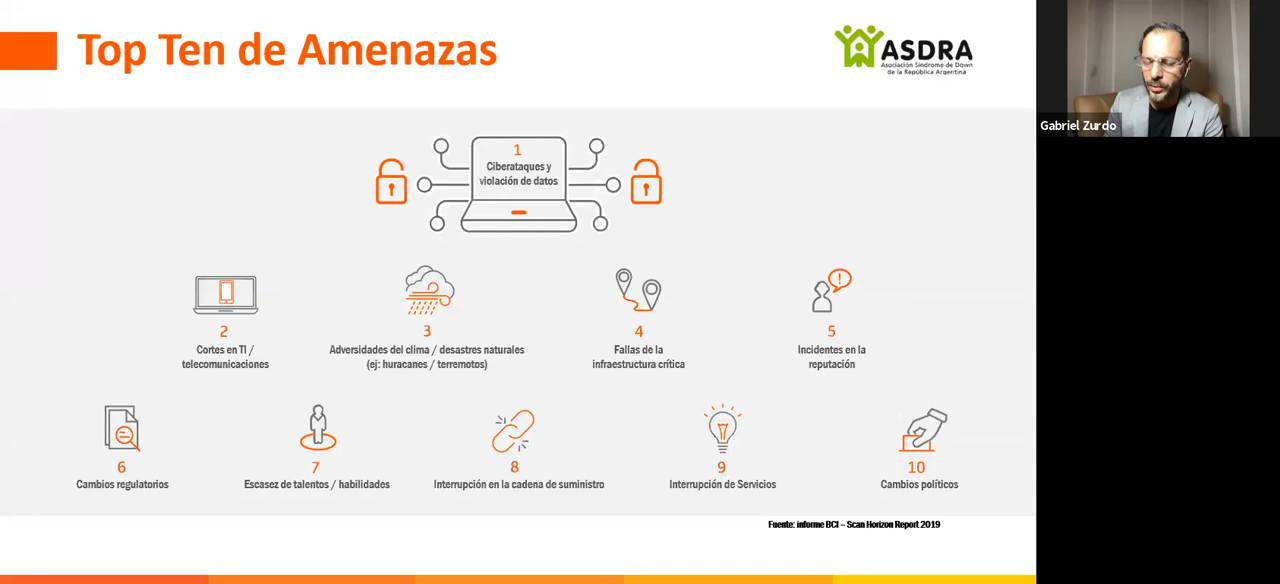 Top Ten de Amenazas
ASDRA
Asociación Síndrome de Down
de la República Argentina
Gabriel Zurdo
1
Ciberataques y
violación de datos
2
Cortes en TI /
telecomunicaciones
3
Adversidades del clima / desastres naturales
(ej: huracanes / terremotos)
4
Fallas de la
infraestructura crítica
5
Incidentes en la
reputación
6
Cambios regulatorios
7
Escasez de talentos / habilidades
8
Interrupción en la cadena de suministro
9
Interrupción de Servicios
10
Cambios políticos
Fuente: informe BCI – Scan Horizon Report 2019